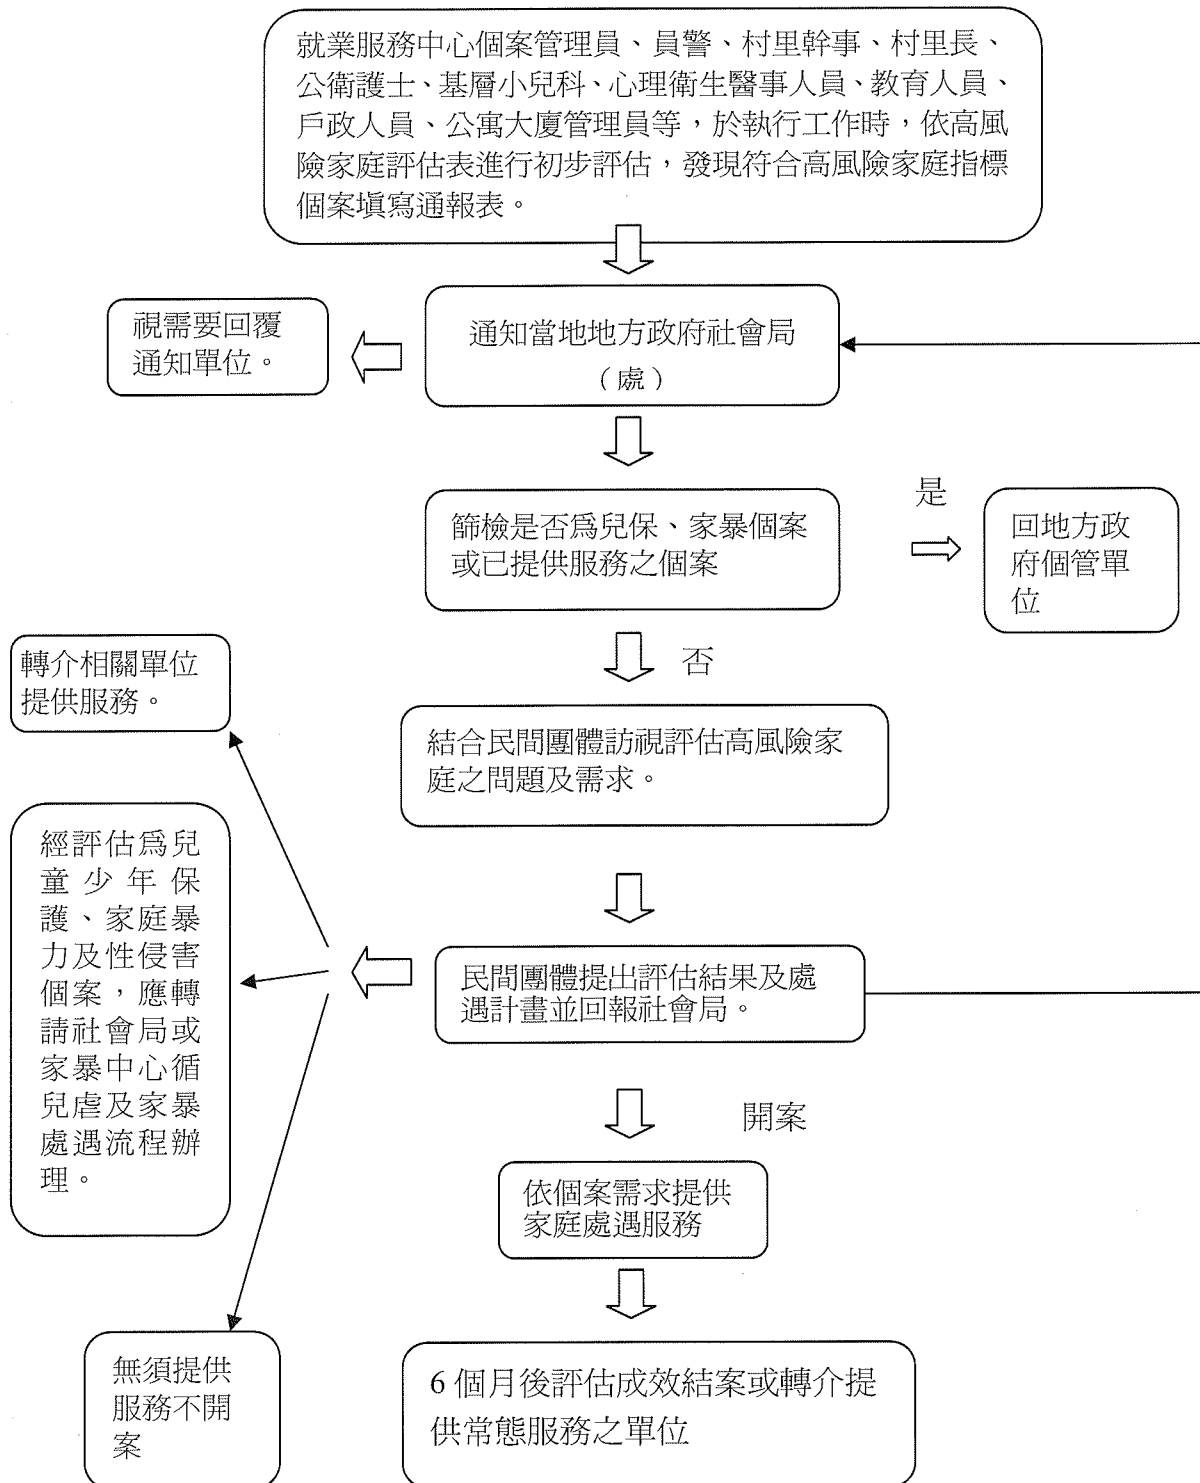 就業服務中心個案管理員、員警、村里幹事、村里長、
公衛護士、基層小兒科、心理衛生醫事人員、教育人員、
戶政人員、公寓大廈管理員等，於執行工作時，依高風
險家庭評估表進行初步評估，發現符合高風險家庭指標
個案填寫通報表。
視需要回覆
通知單位。
通知當地地方政府社會局
（處）
篩檢是否爲兒保、家暴個案
或已提供服務之個案
是
回地方政
府個管單
位
否
轉介相關單位
提供服務。
結合民間團體訪視評估高風險家
庭之問題及需求。
經評估爲兒
童少年保
護、家庭暴
力及性侵害
個案，應轉
請社會局或
家暴中心循
兒虐及家暴
處遇流程辦
理。
民間團體提出評估結果及處
遇計畫並回報社會局。
開案
依個案需求提供
家庭處遇服務
無須提供
服務不開
案
6 個月後評估成效結案或轉介提
供常態服務之單位